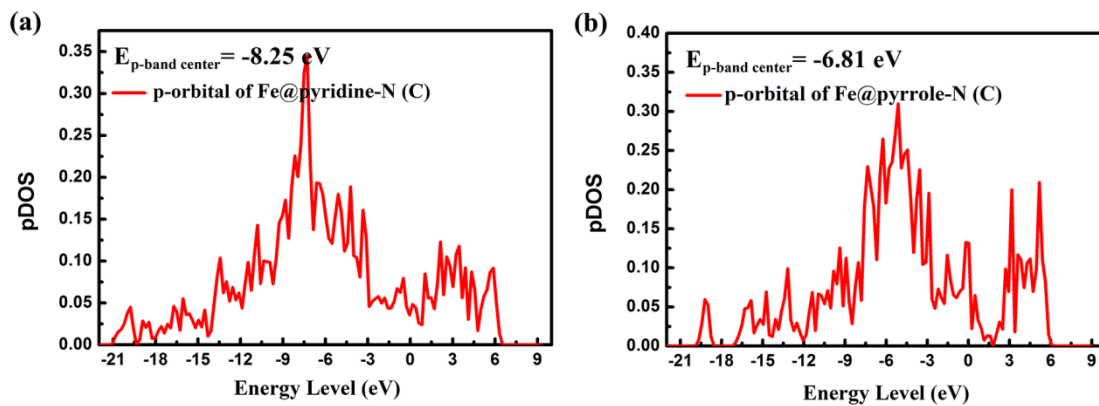 (a)
E p-band center = -8.25 eV
p-orbital of Fe@pyridine-N (C)
pDOS
0.35
0.30
0.25
0.20
0.15
0.10
0.05
0.00
-21 -18 -15 -12 -9 -6 -3 0 3 6 9
Energy Level (eV)
(b)
E p-band center = -6.81 eV
p-orbital of Fe@pyrrole-N (C)
pDOS
0.40
0.35
0.30
0.25
0.20
0.15
0.10
0.05
0.00
-21 -18 -15 -12 -9 -6 -3 0 3 6 9
Energy Level (eV)